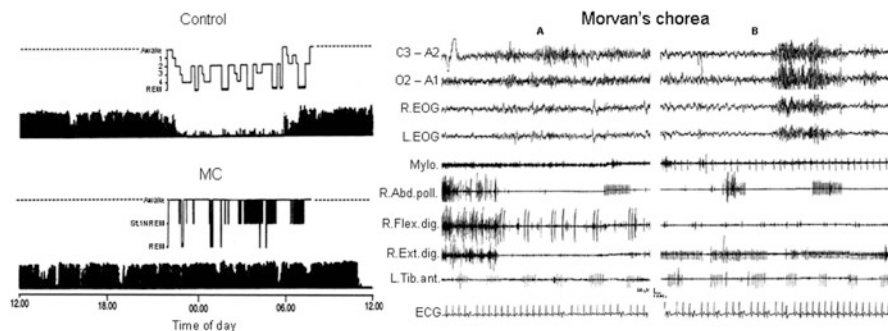 Control
Awake
1
2
3
4
REM
MC
Awake
St.1NREM
REM
12.00 18.00 00.00 06.00 12.00
Time of day
Morvan's chorea
A B
C3 – A2
O2 – A1
R.EOG
L.EOG
Mylo.
R.Abd.poll.
R.Flex.dig.
R.Ext.dig.
L.Tib.ant.
ECG